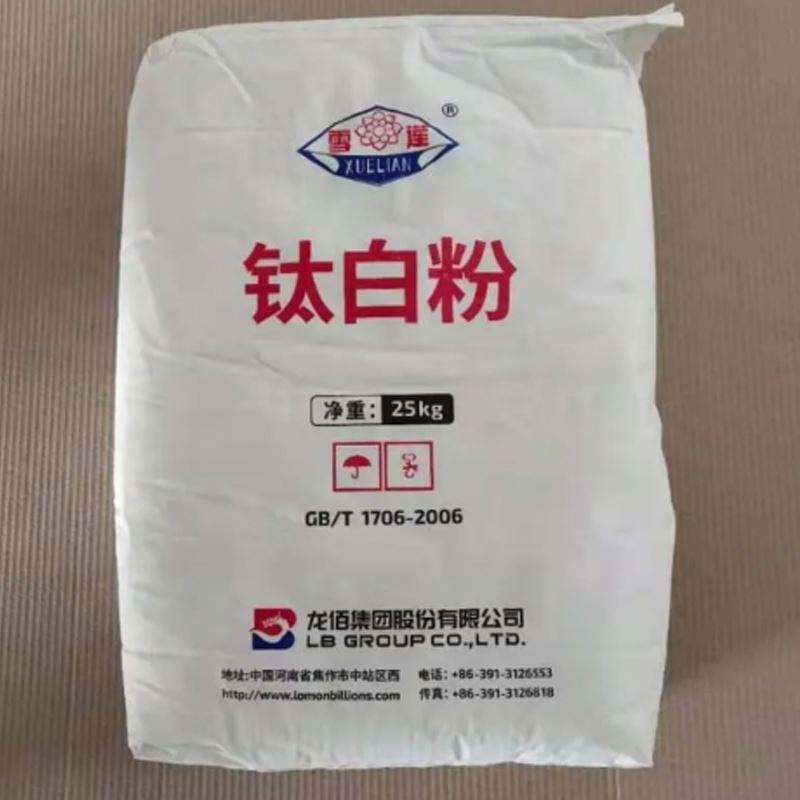 雪莲®
XUELIAN
钛白粉
净重：25kg
GB/T 1706-2006
龙佰集团股份有限公司
LB GROUP CO.,LTD.
地址:中国河南省焦作市中站区西 电话：+86-391-3126553
http://www.lomonbillions.com 传真：+86-391-3126818